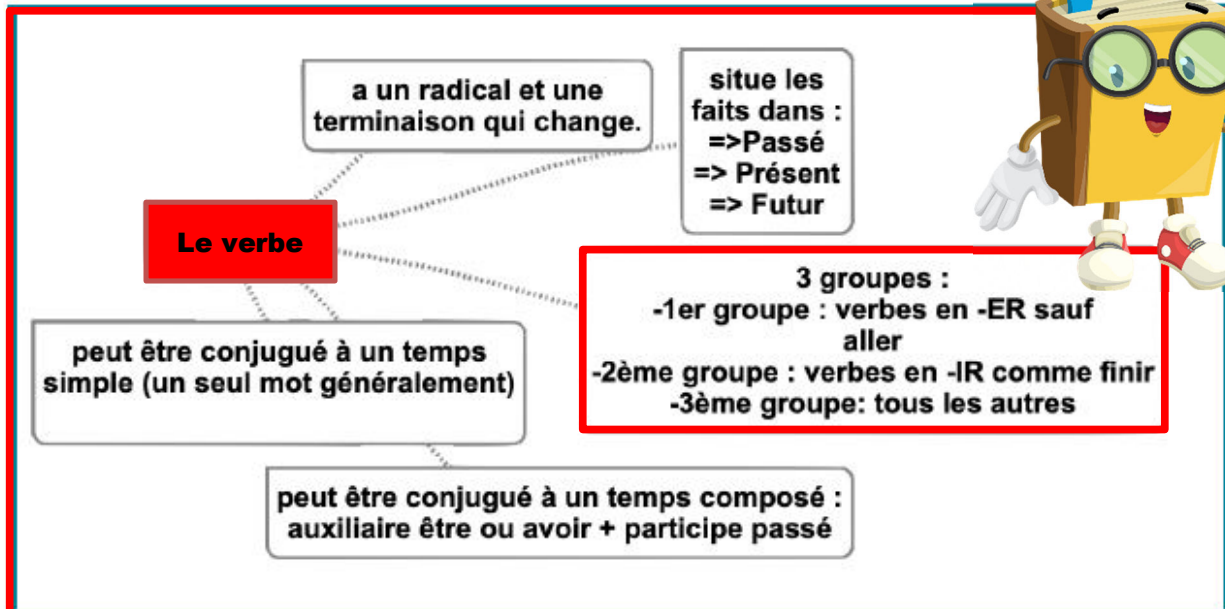 a un radical et une
terminaison qui change.
situe les
faits dans :
=>Passé
=> Présent
=> Futur
Le verbe
3 groupes :
-1er groupe : verbes en -ER sauf
aller
-2ème groupe : verbes en -IR comme finir
-3ème groupe: tous les autres
peut être conjugué à un temps
simple (un seul mot généralement)
peut être conjugué à un temps composé :
auxiliaire être ou avoir + participe passé